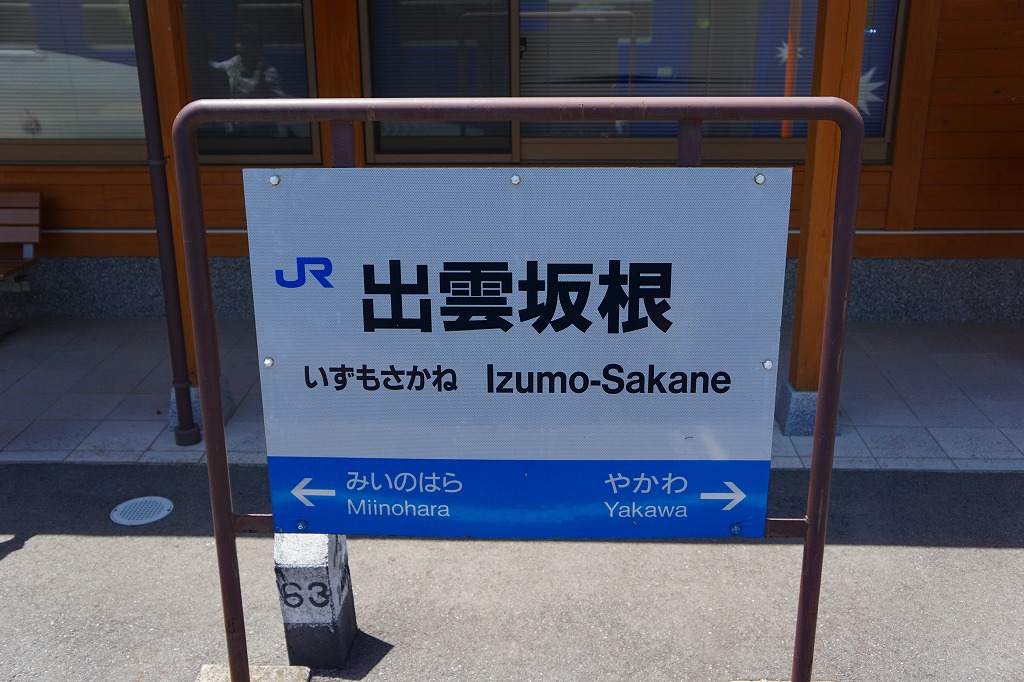 JR 出雲坂根
いずもさかね Izumo-Sakane
← みいのはら やかわ →
Miinohara Yakawa
63